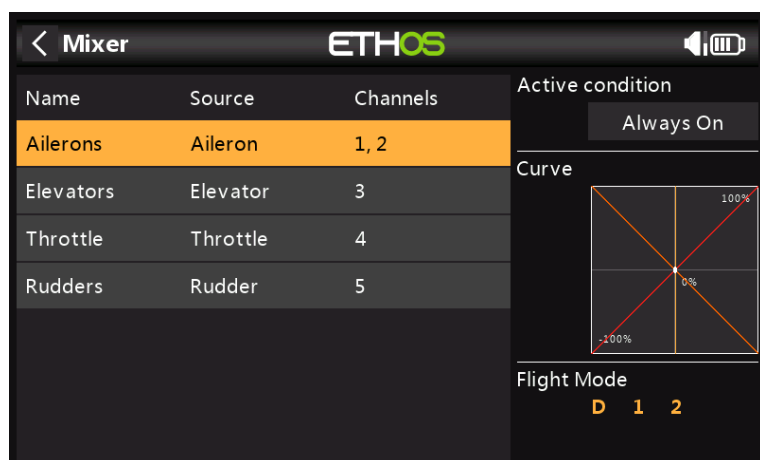 Mixer ETHOS
Name Source Channels
Ailerons Aileron 1, 2
Elevators Elevator 3
Throttle Throttle 4
Rudders Rudder 5
Active condition
Always On
Curve
100%
0%
-100%
Flight Mode
D 1 2